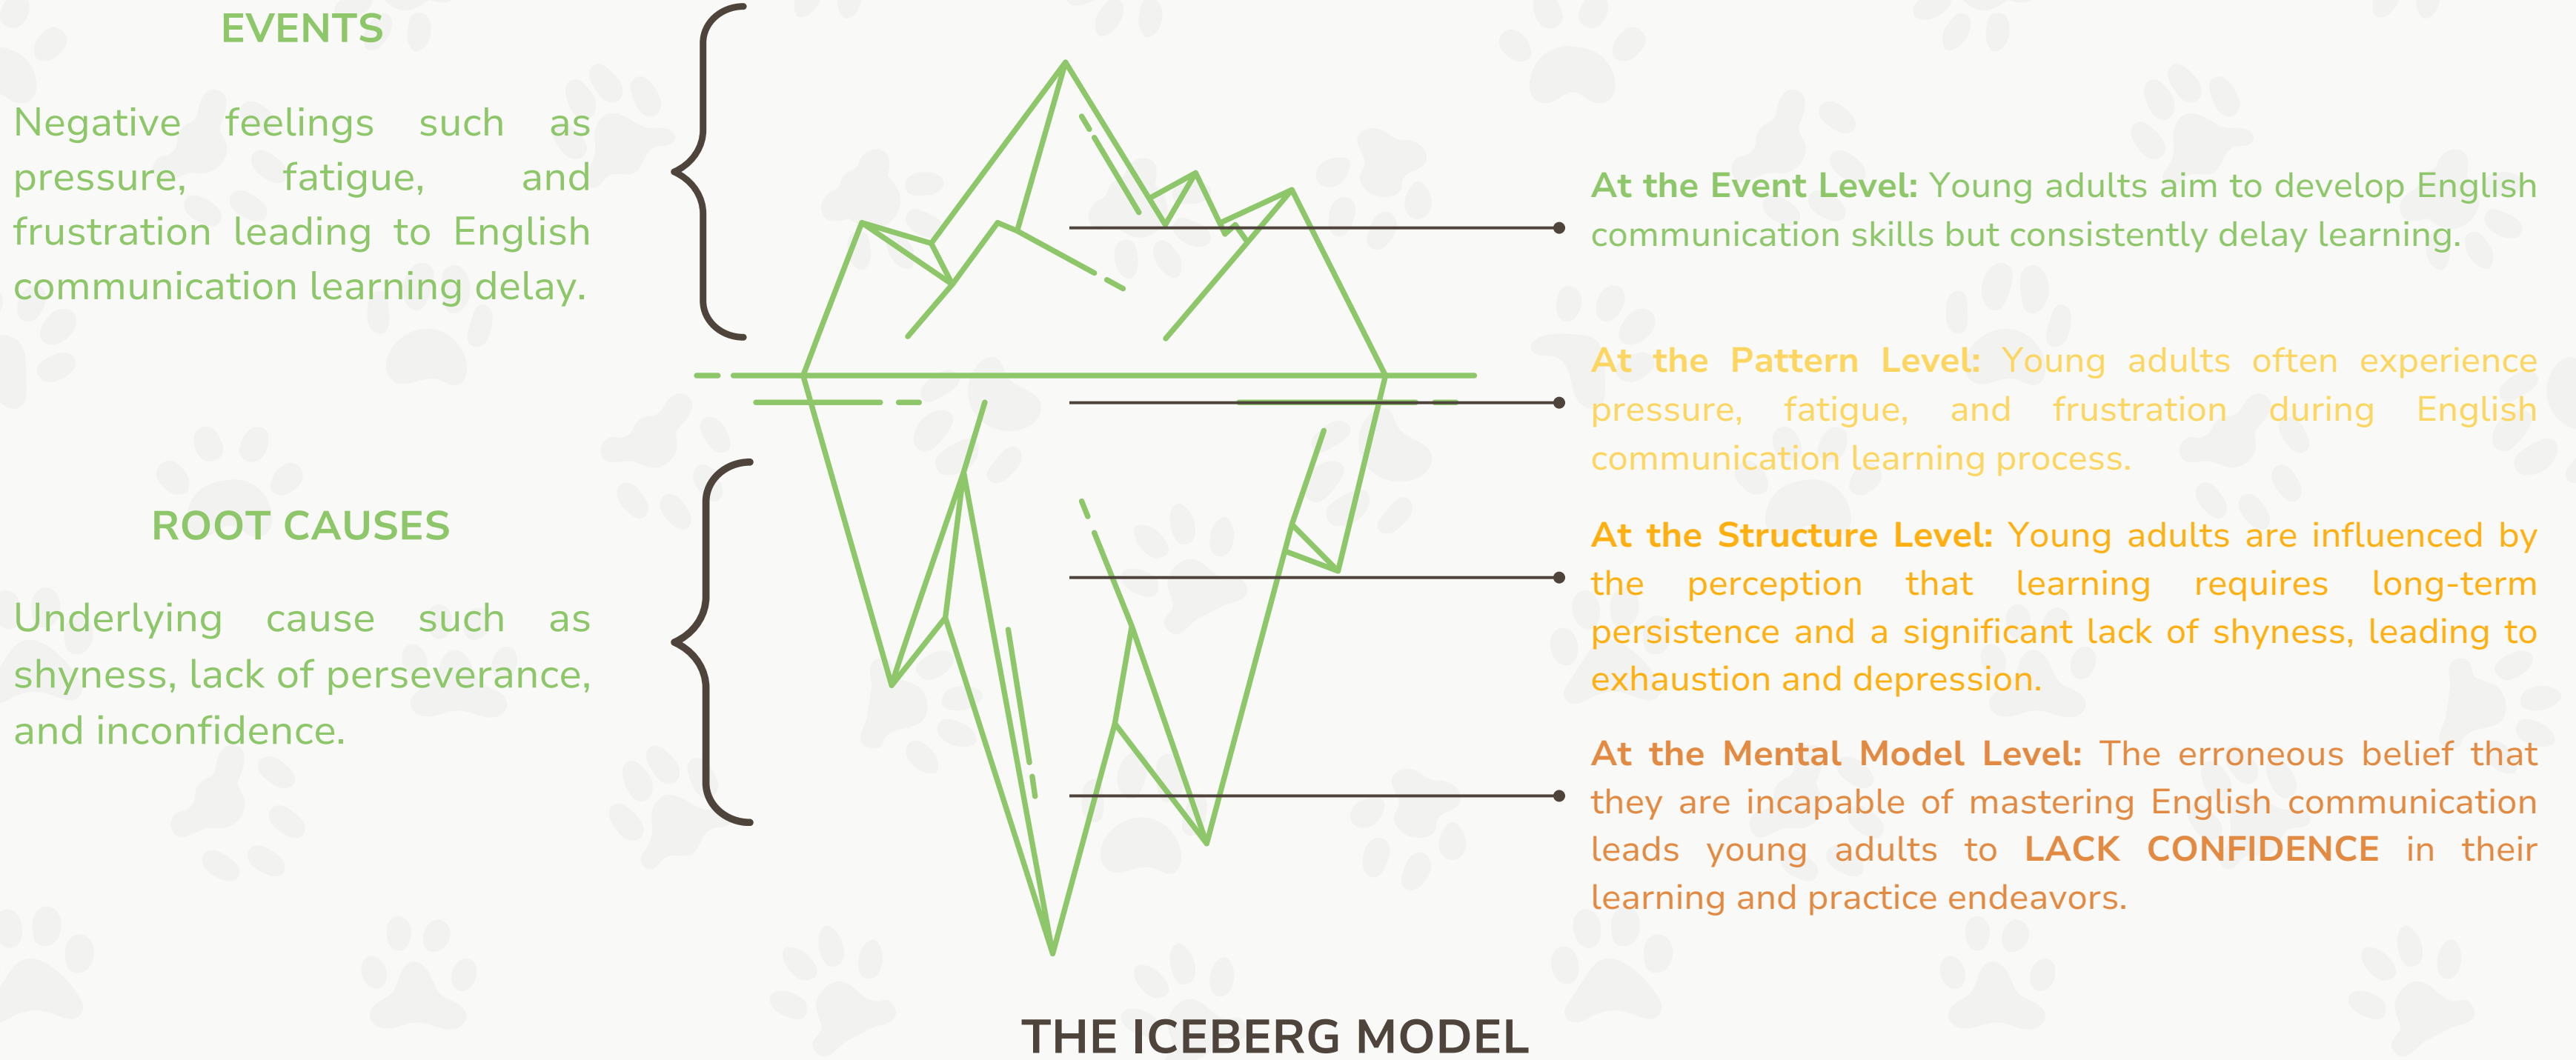 EVENTS
Negative feelings such as
pressure, fatigue, and
frustration leading to English
communication learning delay.
ROOT CAUSES
Underlying cause such as
shyness, lack of perseverance,
and inconfidence.
At the Event Level: Young adults aim to develop English
communication skills but consistently delay learning.
At the Pattern Level: Young adults often experience
pressure, fatigue, and frustration during English
communication learning process.
At the Structure Level: Young adults are influenced by
the perception that learning requires long-term
persistence and a significant lack of shyness, leading to
exhaustion and depression.
At the Mental Model Level: The erroneous belief that
they are incapable of mastering English communication
leads young adults to LACK CONFIDENCE in their
learning and practice endeavors.
THE ICEBERG MODEL